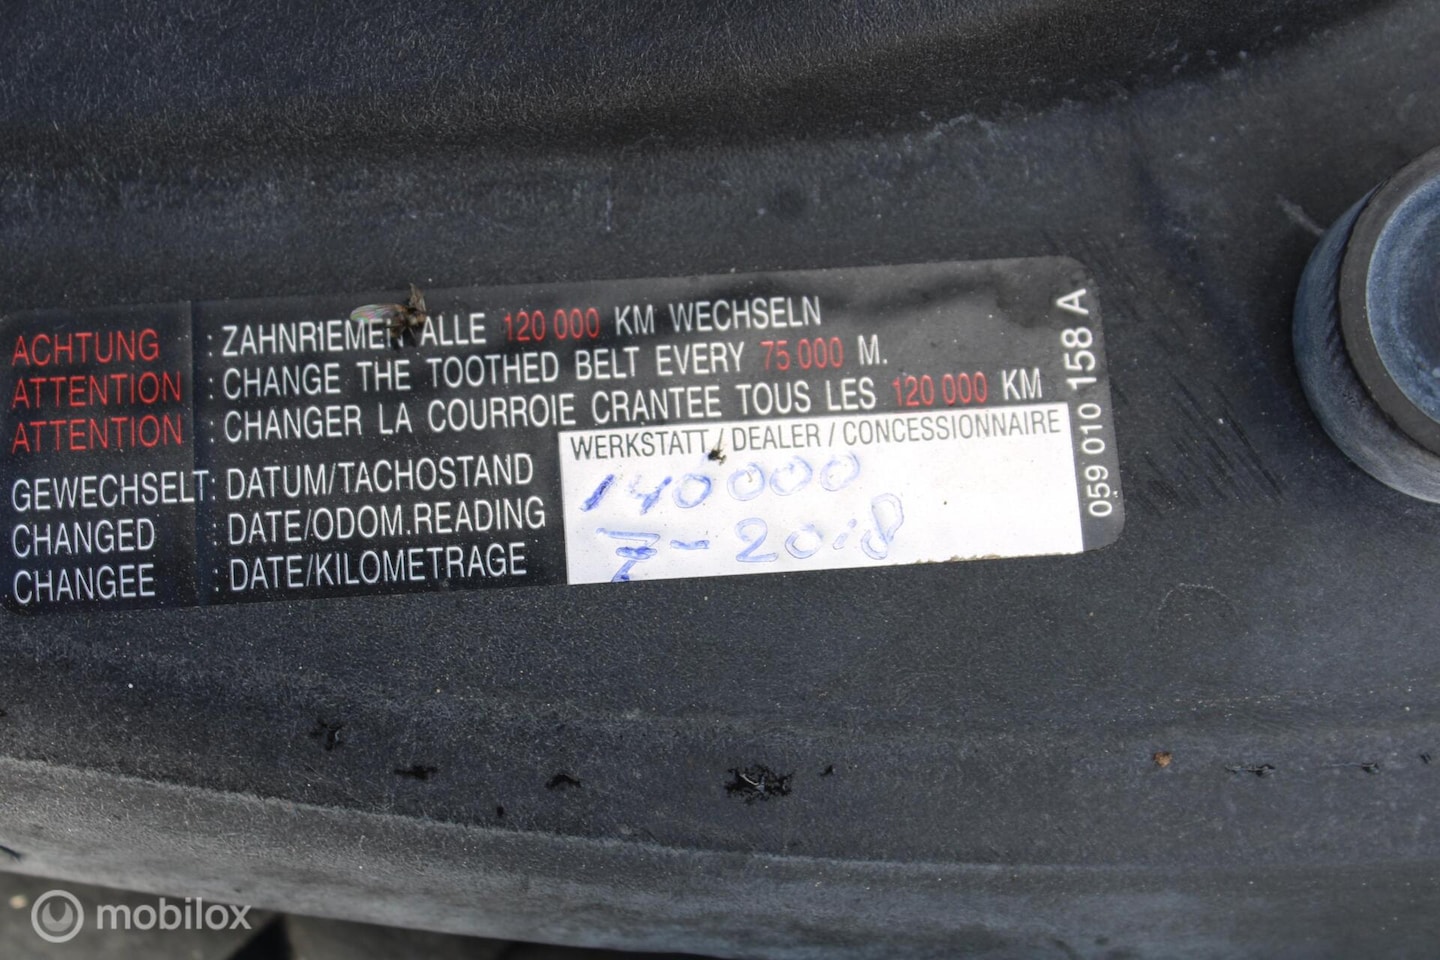 ACHTUNG : ZAHNRIEMEN ALLE 120 000 KM WECHSELN
ATTENTION : CHANGE THE TOOTHED BELT EVERY 75 000 M.
ATTENTION : CHANGER LA COURROIE CRANTEE TOUS LES 120 000 KM
WERKSTATT / DEALER / CONCESSIONNAIRE
GEWECHSELT: DATUM/TACHOSTAND
CHANGED : DATE/ODOM.READING
CHANGEE : DATE/KILOMETRAGE
140000
7-2018
059 010 158 A
mobilox